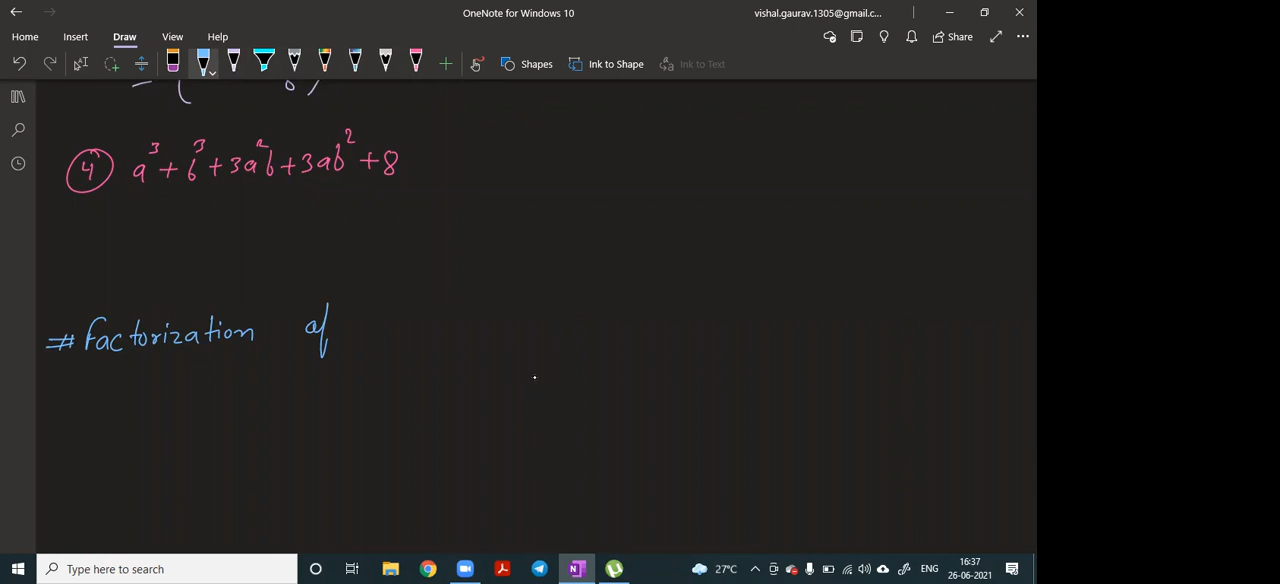 OneNote for Windows 10
vishal.gaurav.1305@gmail.c...
Home Insert Draw View Help
Share
Shapes Ink to Shape Ink to Text
④ a³ + b³ + 3a²b + 3ab² + 8
# Factorization of
Type here to search
27°C
ENG
16:37
26-06-2021